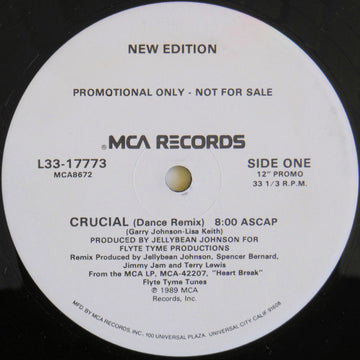 NEW EDITION
PROMOTIONAL ONLY - NOT FOR SALE
® MCA RECORDS
L33-17773
MCA8672
SIDE ONE
12" PROMO
33 1/3 R.P.M.
CRUCIAL (Dance Remix) 8:00 ASCAP
(Garry Johnson-Lisa Keith)
PRODUCED BY JELLYBEAN JOHNSON FOR
FLYTE TYME PRODUCTIONS
Remix Produced by Jellybean Johnson, Spencer Bernard,
Jimmy Jam and Terry Lewis
From the MCA LP, MCA-42207, "Heart Break"
Flyte Tyme Tunes
℗ 1989 MCA
Records, Inc.
MFG. BY MCA RECORDS, INC., 100 UNIVERSAL PLAZA, UNIVERSAL CITY, CALIF. 91608